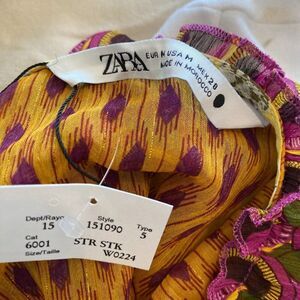 ZARA
EUR M USA M MEX 28
MADE IN MOROCCO
Dept/Rayon Style Type
15 151090 5
Cat
6001 STR STK
Size/Taille W0224